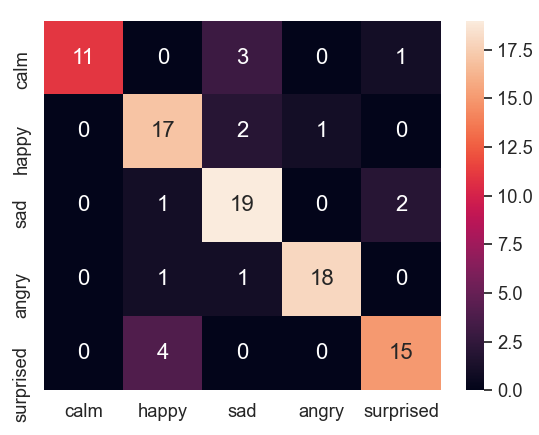 calm 11 0 3 0 1
happy 0 17 2 1 0
sad 0 1 19 0 2
angry 0 1 1 18 0
surprised 0 4 0 0 15
calm happy sad angry surprised
17.5
15.0
12.5
10.0
7.5
5.0
2.5
0.0